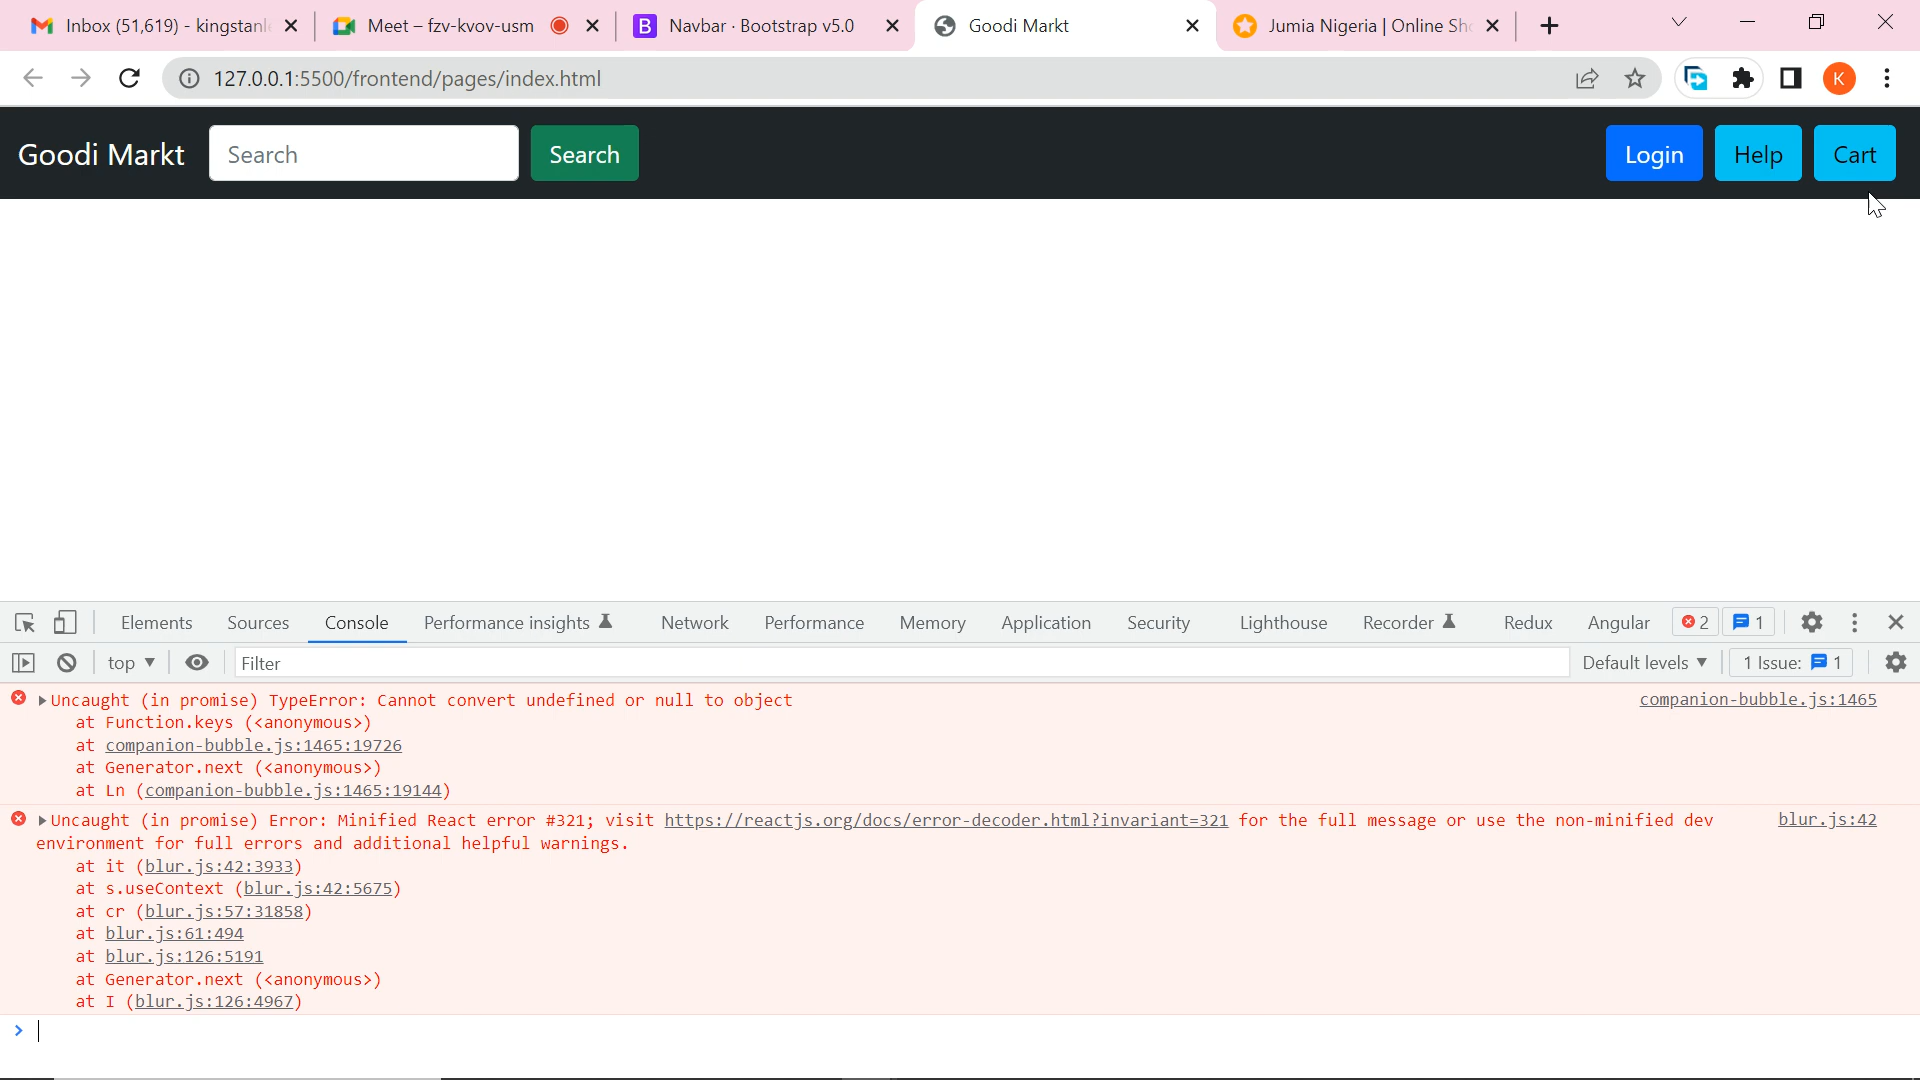 Inbox (51,619) - kingstanl
Meet – fzv-kvov-usm
Navbar · Bootstrap v5.0
Goodi Markt
Jumia Nigeria | Online Sh
127.0.0.1:5500/frontend/pages/index.html
K
Goodi Markt
Search
Search
Login
Help
Cart
Elements
Sources
Console
Performance insights
Network
Performance
Memory
Application
Security
Lighthouse
Recorder
Redux
Angular
2
1
top
Filter
Default levels
1 Issue: 1
Uncaught (in promise) TypeError: Cannot convert undefined or null to object companion-bubble.js:1465
at Function.keys (<anonymous>)
at companion-bubble.js:1465:19726
at Generator.next (<anonymous>)
at Ln (companion-bubble.js:1465:19144)
Uncaught (in promise) Error: Minified React error #321; visit https://reactjs.org/docs/error-decoder.html?invariant=321 for the full message or use the non-minified dev blur.js:42
environment for full errors and additional helpful warnings.
at it (blur.js:42:3933)
at s.useContext (blur.js:42:5675)
at cr (blur.js:57:31858)
at blur.js:61:494
at blur.js:126:5191
at Generator.next (<anonymous>)
at I (blur.js:126:4967)